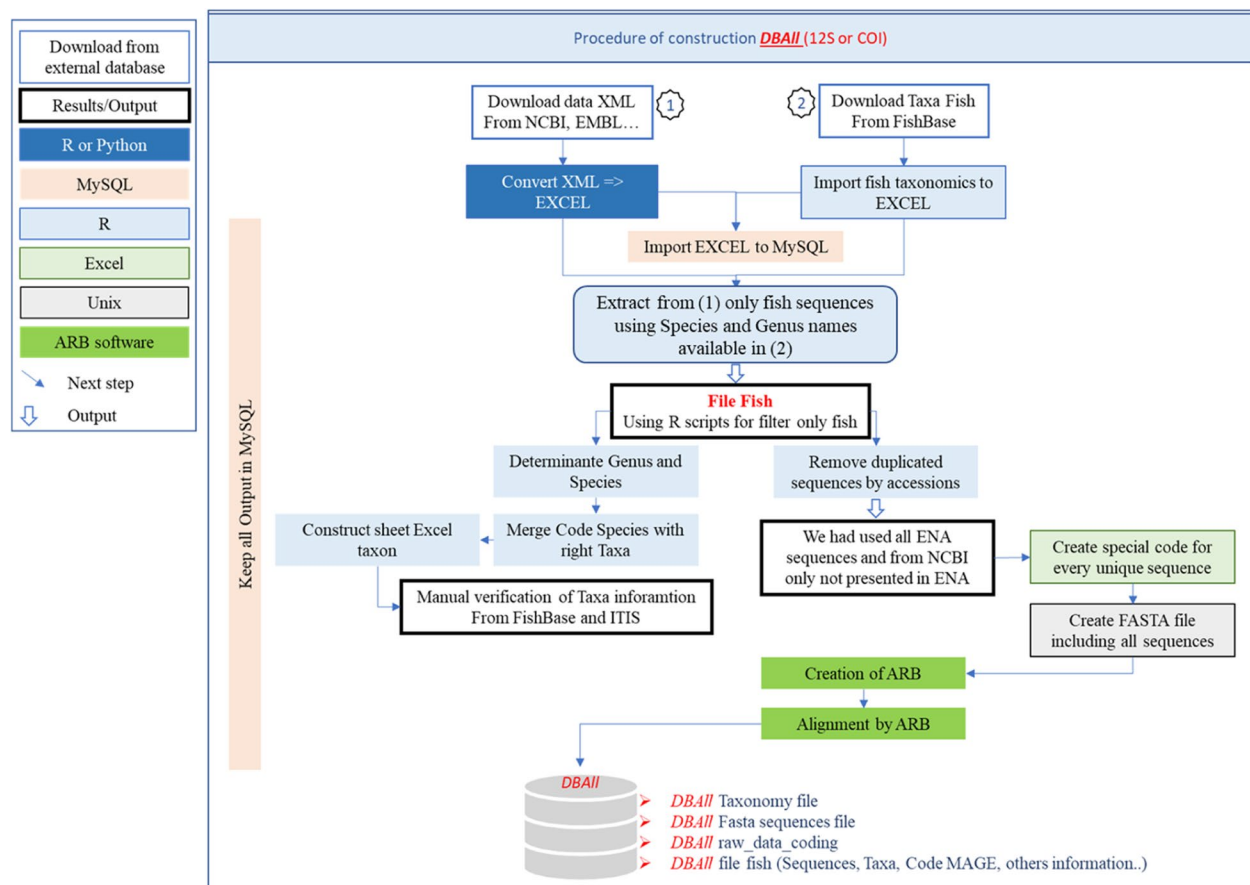 Procedure of construction DBAll (12S or COI)
Download from
external database
Results/Output
R or Python
MySQL
R
Excel
Unix
ARB software
Next step
Output
Keep all Output in MySQL
Download data XML
From NCBI, EMBL…
1
2
Download Taxa Fish
From FishBase
Convert XML =>
EXCEL
Import fish taxonomics to
EXCEL
Import EXCEL to MySQL
Extract from (1) only fish sequences
using Species and Genus names
available in (2)
File Fish
Using R scripts for filter only fish
Determinante Genus and
Species
Remove duplicated
sequences by accessions
Construct sheet Excel
taxon
Merge Code Species with
right Taxa
We had used all ENA
sequences and from NCBI
only not presented in ENA
Create special code for
every unique sequence
Manual verification of Taxa inforamtion
From FishBase and ITIS
Create FASTA file
including all sequences
Creation of ARB
Alignment by ARB
DBAll
DBAll Taxonomy file
DBAll Fasta sequences file
DBAll raw_data_coding
DBAll file fish (Sequences, Taxa, Code MAGE, others information..)